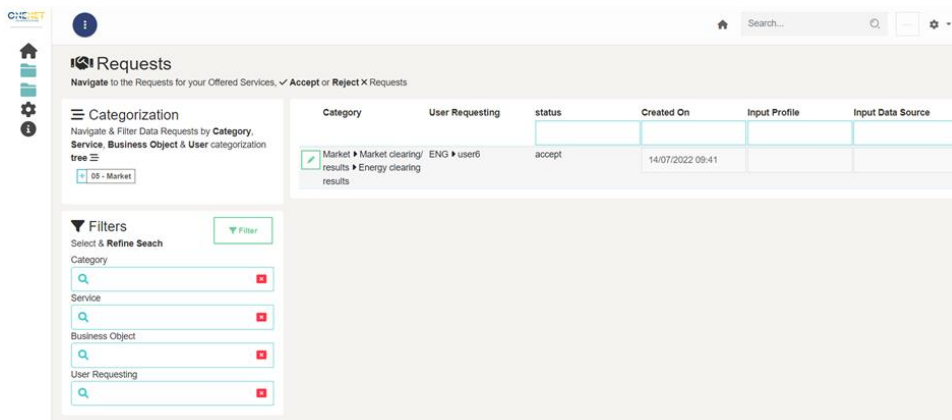 ONENET
Search...
Requests
Navigate to the Requests for your Offered Services, ✓ Accept or Reject X Requests
Categorization
Navigate & Filter Data Requests by Category,
Service, Business Object & User categorization
tree
+ 05 - Market
Category User Requesting status Created On Input Profile Input Data Source
Market ▸ Market clearing/ ENG ▸ user6 accept 14/07/2022 09:41
results ▸ Energy clearing
results
Filters
Filter
Select & Refine Seach
Category
Service
Business Object
User Requesting